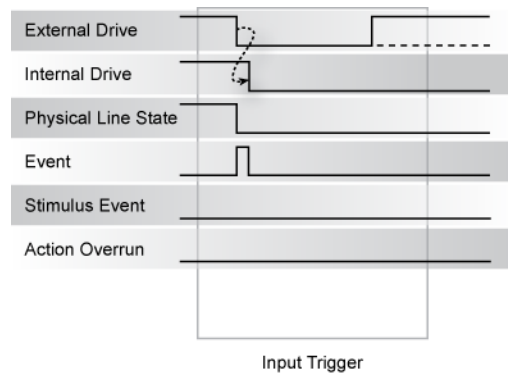 External Drive
Internal Drive
Physical Line State
Event
Stimulus Event
Action Overrun
Input Trigger